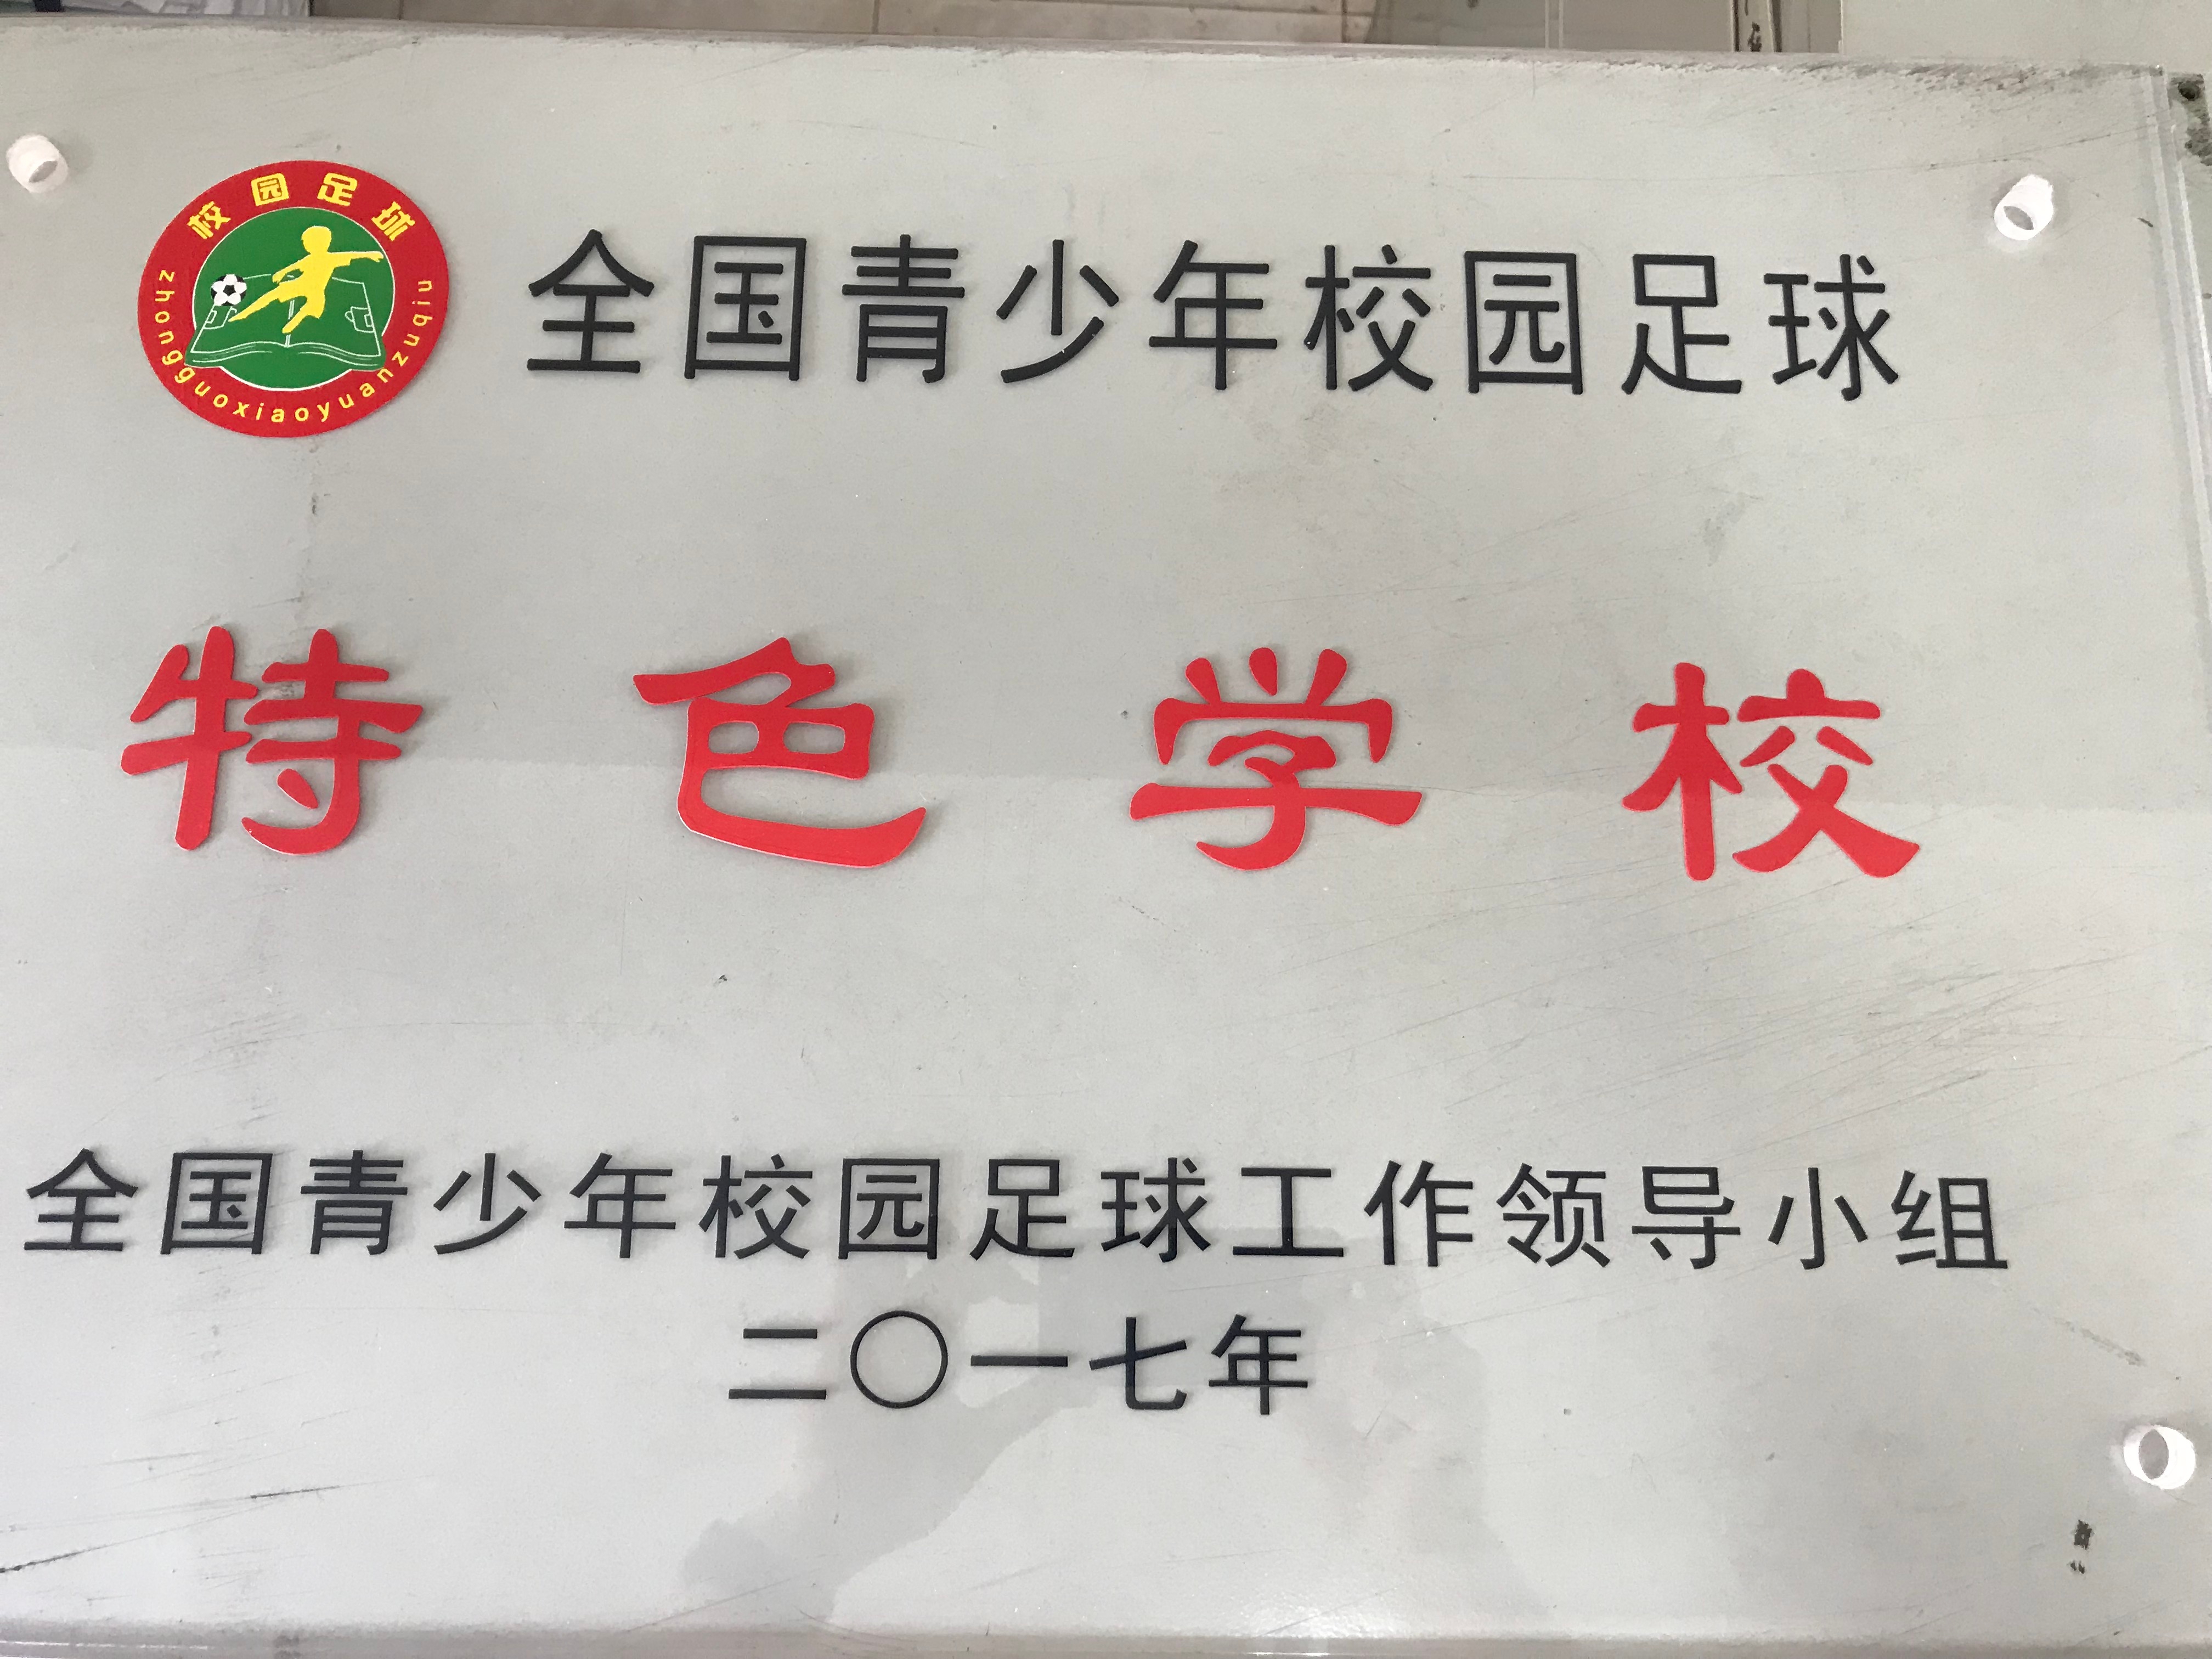 校园足球
zhongguoxiaoyuanzuqiu
全国青少年校园足球
特色学校
全国青少年校园足球工作领导小组
二〇一七年